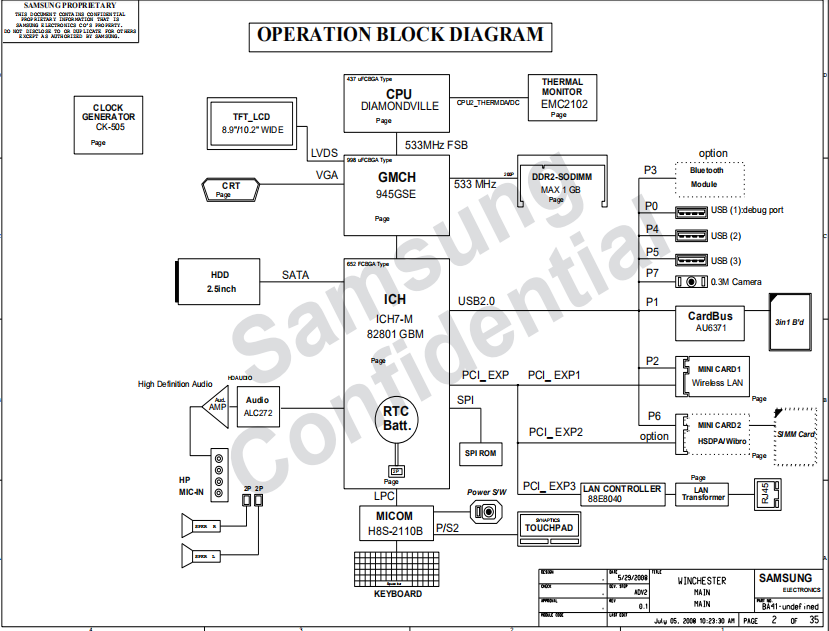 SAMSUNG PROPRIETARY
THIS DOCUMENT CONTAINS CONFIDENTIAL
PROPRIETARY INFORMATION THAT IS
SAMSUNG ELECTRONICS CO'S PROPERTY.
DO NOT DISCLOSE TO OR DUPLICATE FOR OTHERS
EXCEPT AS AUTHORIZED BY SAMSUNG.
OPERATION BLOCK DIAGRAM
CLOCK
GENERATOR
CK-505
Page
TFT_LCD
8.9"/10.2" WIDE
437 uFCBGA Type
CPU
DIAMONDVILLE
Page
CPU2_THERMDA/DC
THERMAL
MONITOR
EMC2102
Page
533MHz FSB
LVDS
VGA
CRT
Page
998 uFCBGA Type
GMCH
945GSE
Page
533 MHz
200P
DDR2-SODIMM
MAX 1 GB
Page
option
P3
Bluetooth
Module
P0
USB (1):debug port
P4
USB (2)
P5
USB (3)
P7
0.3M Camera
P1
CardBus
AU6371
3in1 B'd
HDD
2.5inch
SATA
652 FCBGA Type
ICH
ICH7-M
82801 GBM
Page
USB2.0
PCI_EXP
PCI_EXP1
P2
MINI CARD1
Wireless LAN
Page
SPI
SPI ROM
PCI_EXP2
P6
option
MINI CARD2
HSDPA/Wibro
Page
SIMM Card
PCI_EXP3
LAN CONTROLLER
88E8040
Page
LAN
Transformer
RJ45
High Definition Audio
HDAUDIO
Aud.
AMP
Audio
ALC272
RTC
Batt.
2P
Page
HP
MIC-IN
2P 2P
SPKR R
SPKR L
LPC
MICOM
H8S-2110B
Power S/W
P/S2
SYNAPTICS
TOUCHPAD
KEYBOARD
Samsung
Confidential
DESIGN
DATE
5/29/2008
TITLE
WINCHESTER
MAIN
MAIN
SAMSUNG
ELECTRONICS
CHECK
DEV. STEP
ADV2
APPROVAL
REV
0.1
PART NO.
BA41-undefined
MODULE CODE
LAST EDIT
July 05, 2008 10:23:30 AM
PAGE 2 OF 35